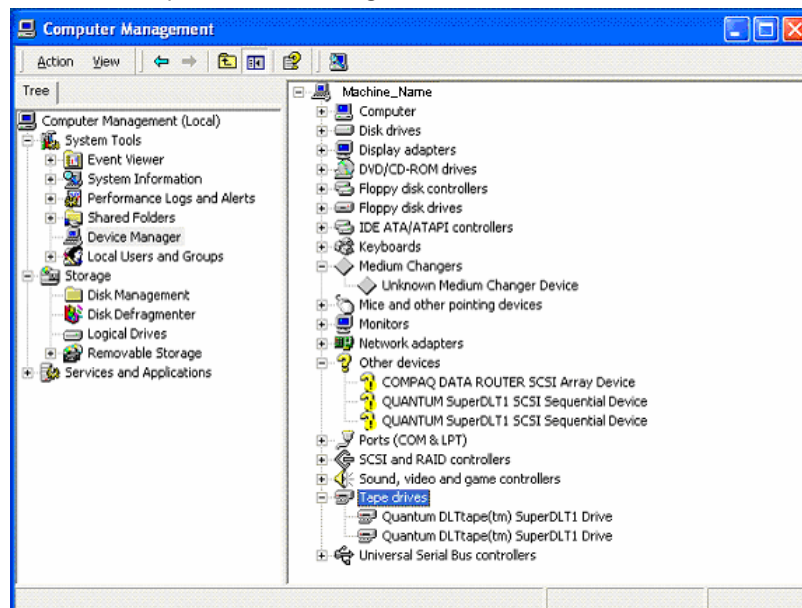 Computer Management
Action View
Tree
Computer Management (Local)
System Tools
Event Viewer
System Information
Performance Logs and Alerts
Shared Folders
Device Manager
Local Users and Groups
Storage
Disk Management
Disk Defragmenter
Logical Drives
Removable Storage
Services and Applications
Machine_Name
Computer
Disk drives
Display adapters
DVD/CD-ROM drives
Floppy disk controllers
Floppy disk drives
IDE ATA/ATAPI controllers
Keyboards
Medium Changers
Unknown Medium Changer Device
Mice and other pointing devices
Monitors
Network adapters
Other devices
COMPAQ DATA ROUTER SCSI Array Device
QUANTUM SuperDLT1 SCSI Sequential Device
QUANTUM SuperDLT1 SCSI Sequential Device
Ports (COM & LPT)
SCSI and RAID controllers
Sound, video and game controllers
Tape drives
Quantum DLTtape(tm) SuperDLT1 Drive
Quantum DLTtape(tm) SuperDLT1 Drive
Universal Serial Bus controllers